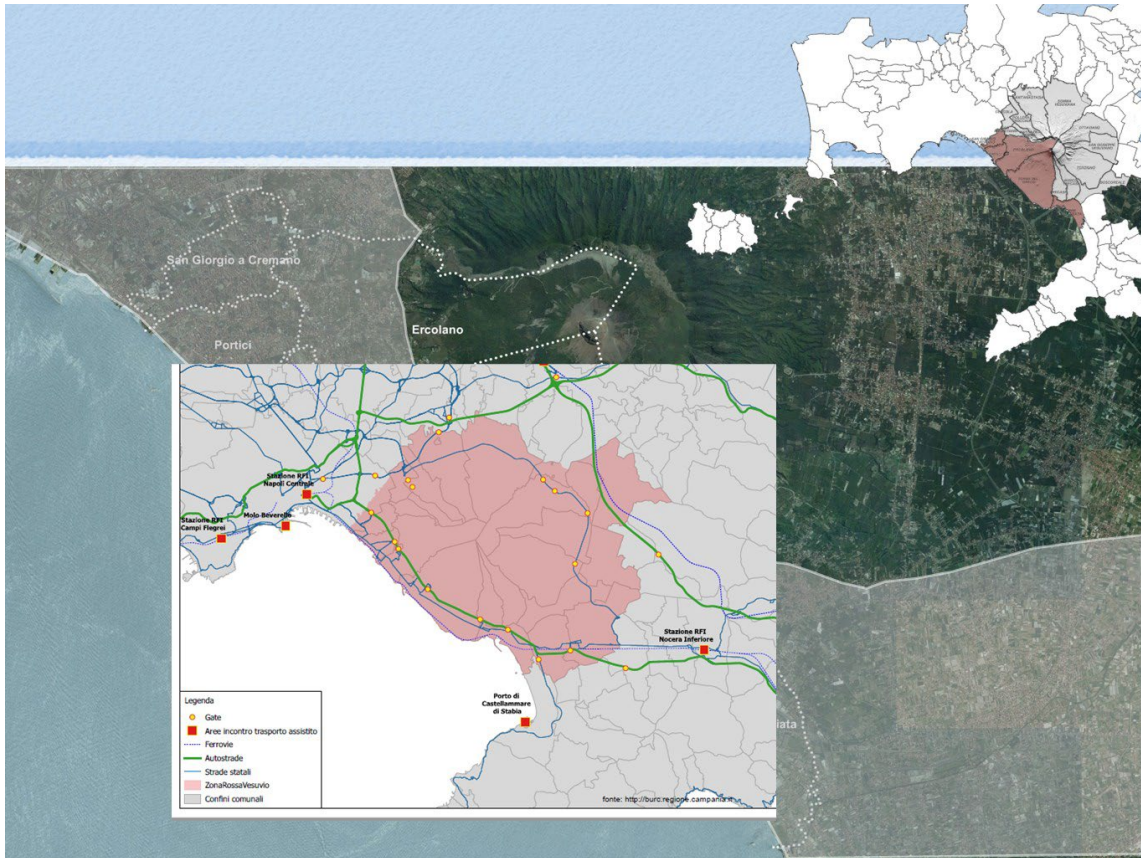 San Giorgio a Cremano
Portici
Ercolano
Stazione RFI
Napoli Centrale
Molo Beverello
Stazione RFI
Campi Flegrei
Stazione RFI
Nocera Inferiore
Porto di
Castellammare
di Stabia
Legenda
Gate
Aree incontro trasporto assistito
Ferrovie
Autostrade
Strade statali
ZonaRossaVesuvio
Confini comunali
fonte: http://burc.regione.campania.it